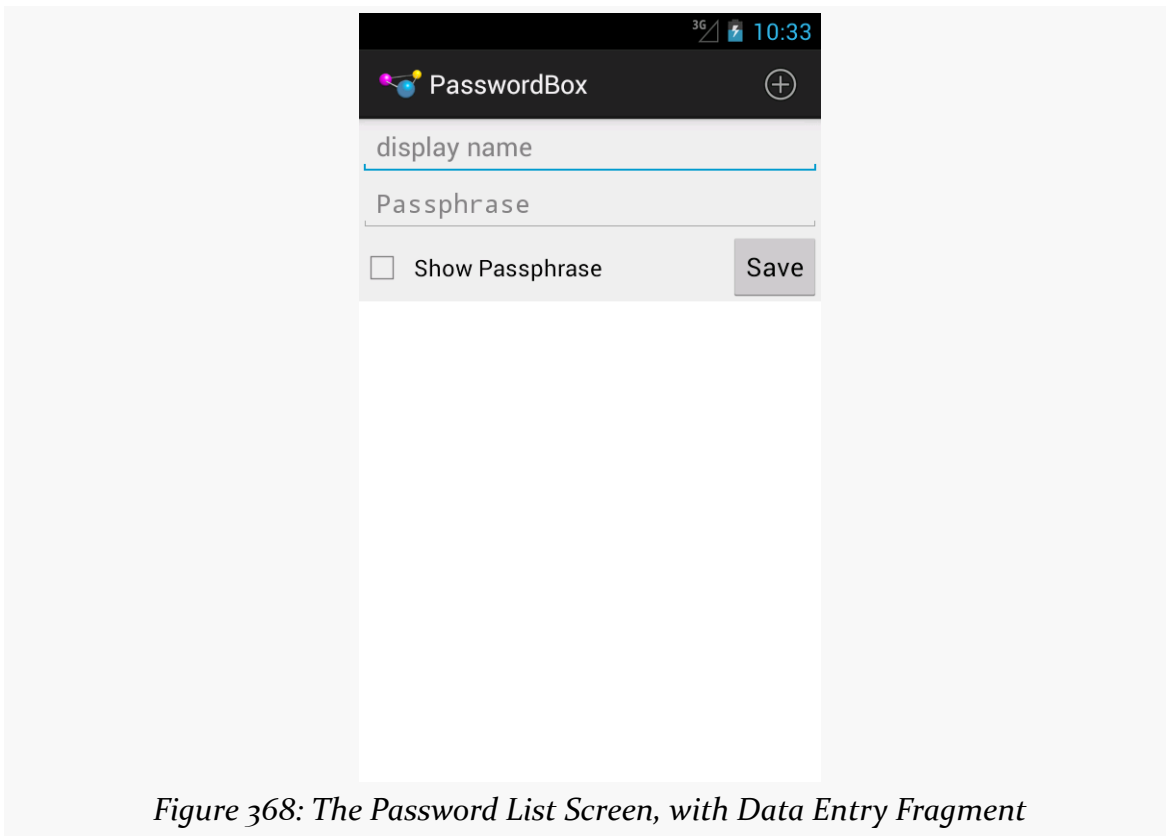 3G 10:33
PasswordBox
display name
Passphrase
Show Passphrase Save
Figure 368: The Password List Screen, with Data Entry Fragment